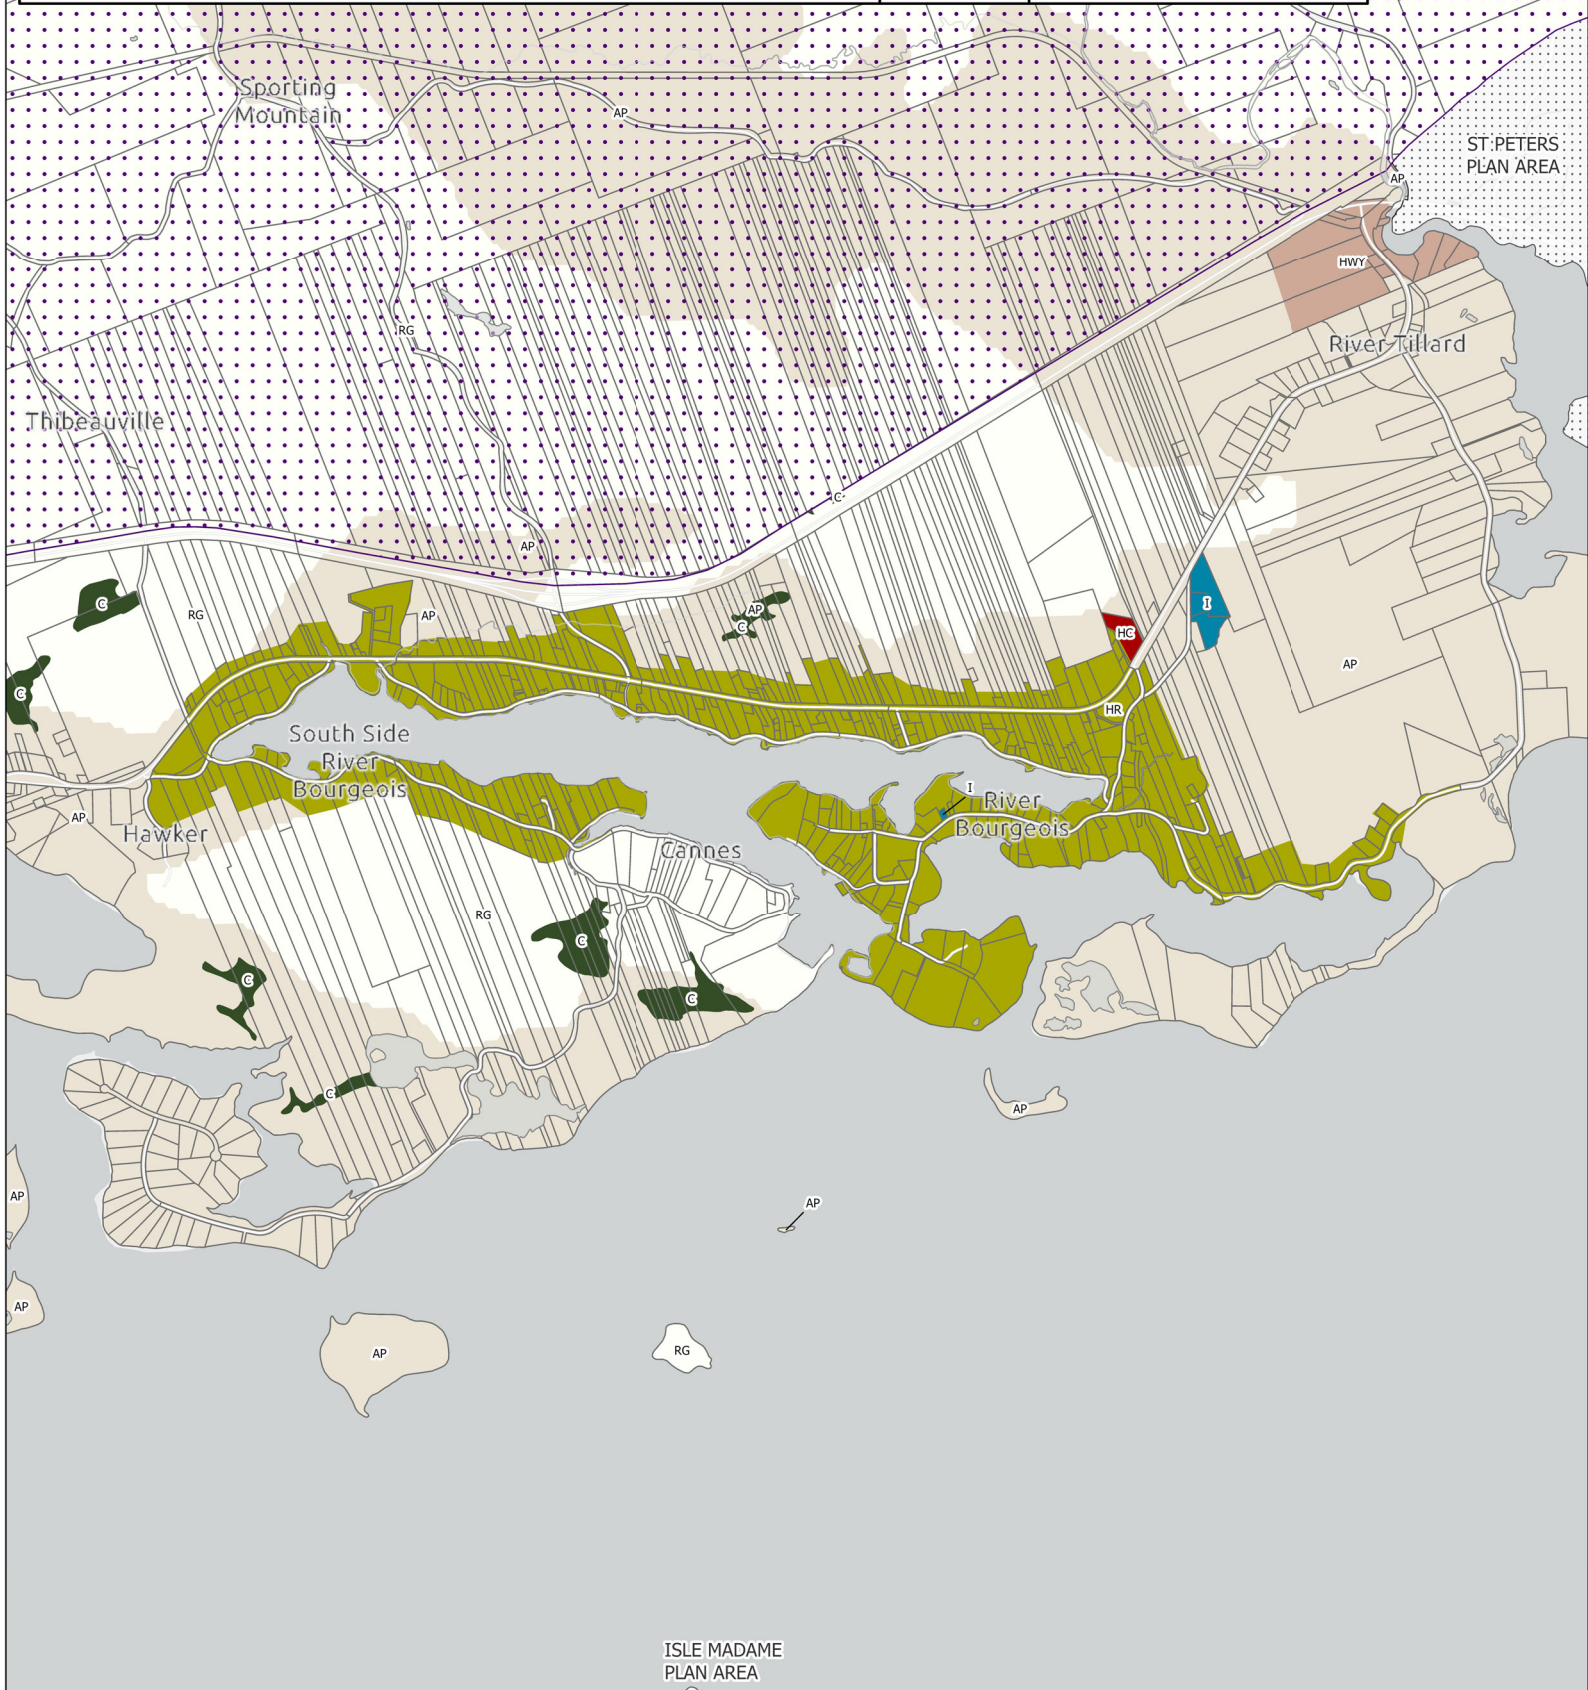 Sporting
Mountain
AP
ST.PETERS
PLAN AREA
AP
HWY
RG
River Tillard
Thibeauville
C
AP
C
RG
AP
AP
C
I
HC
AP
C
HR
South Side
River
Bourgeois
I
River
Bourgeois
AP
Hawker
Cannes
RG
C
C
C
C
AP
AP
AP
AP
AP
RG
ISLE MADAME
PLAN AREA